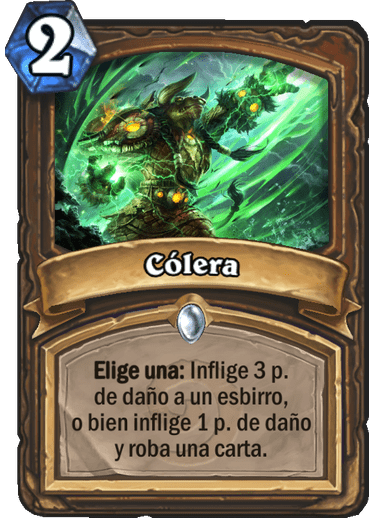 2
Cólera
Elige una: Inflige 3 p.
de daño a un esbirro,
o bien inflige 1 p. de daño
y roba una carta.